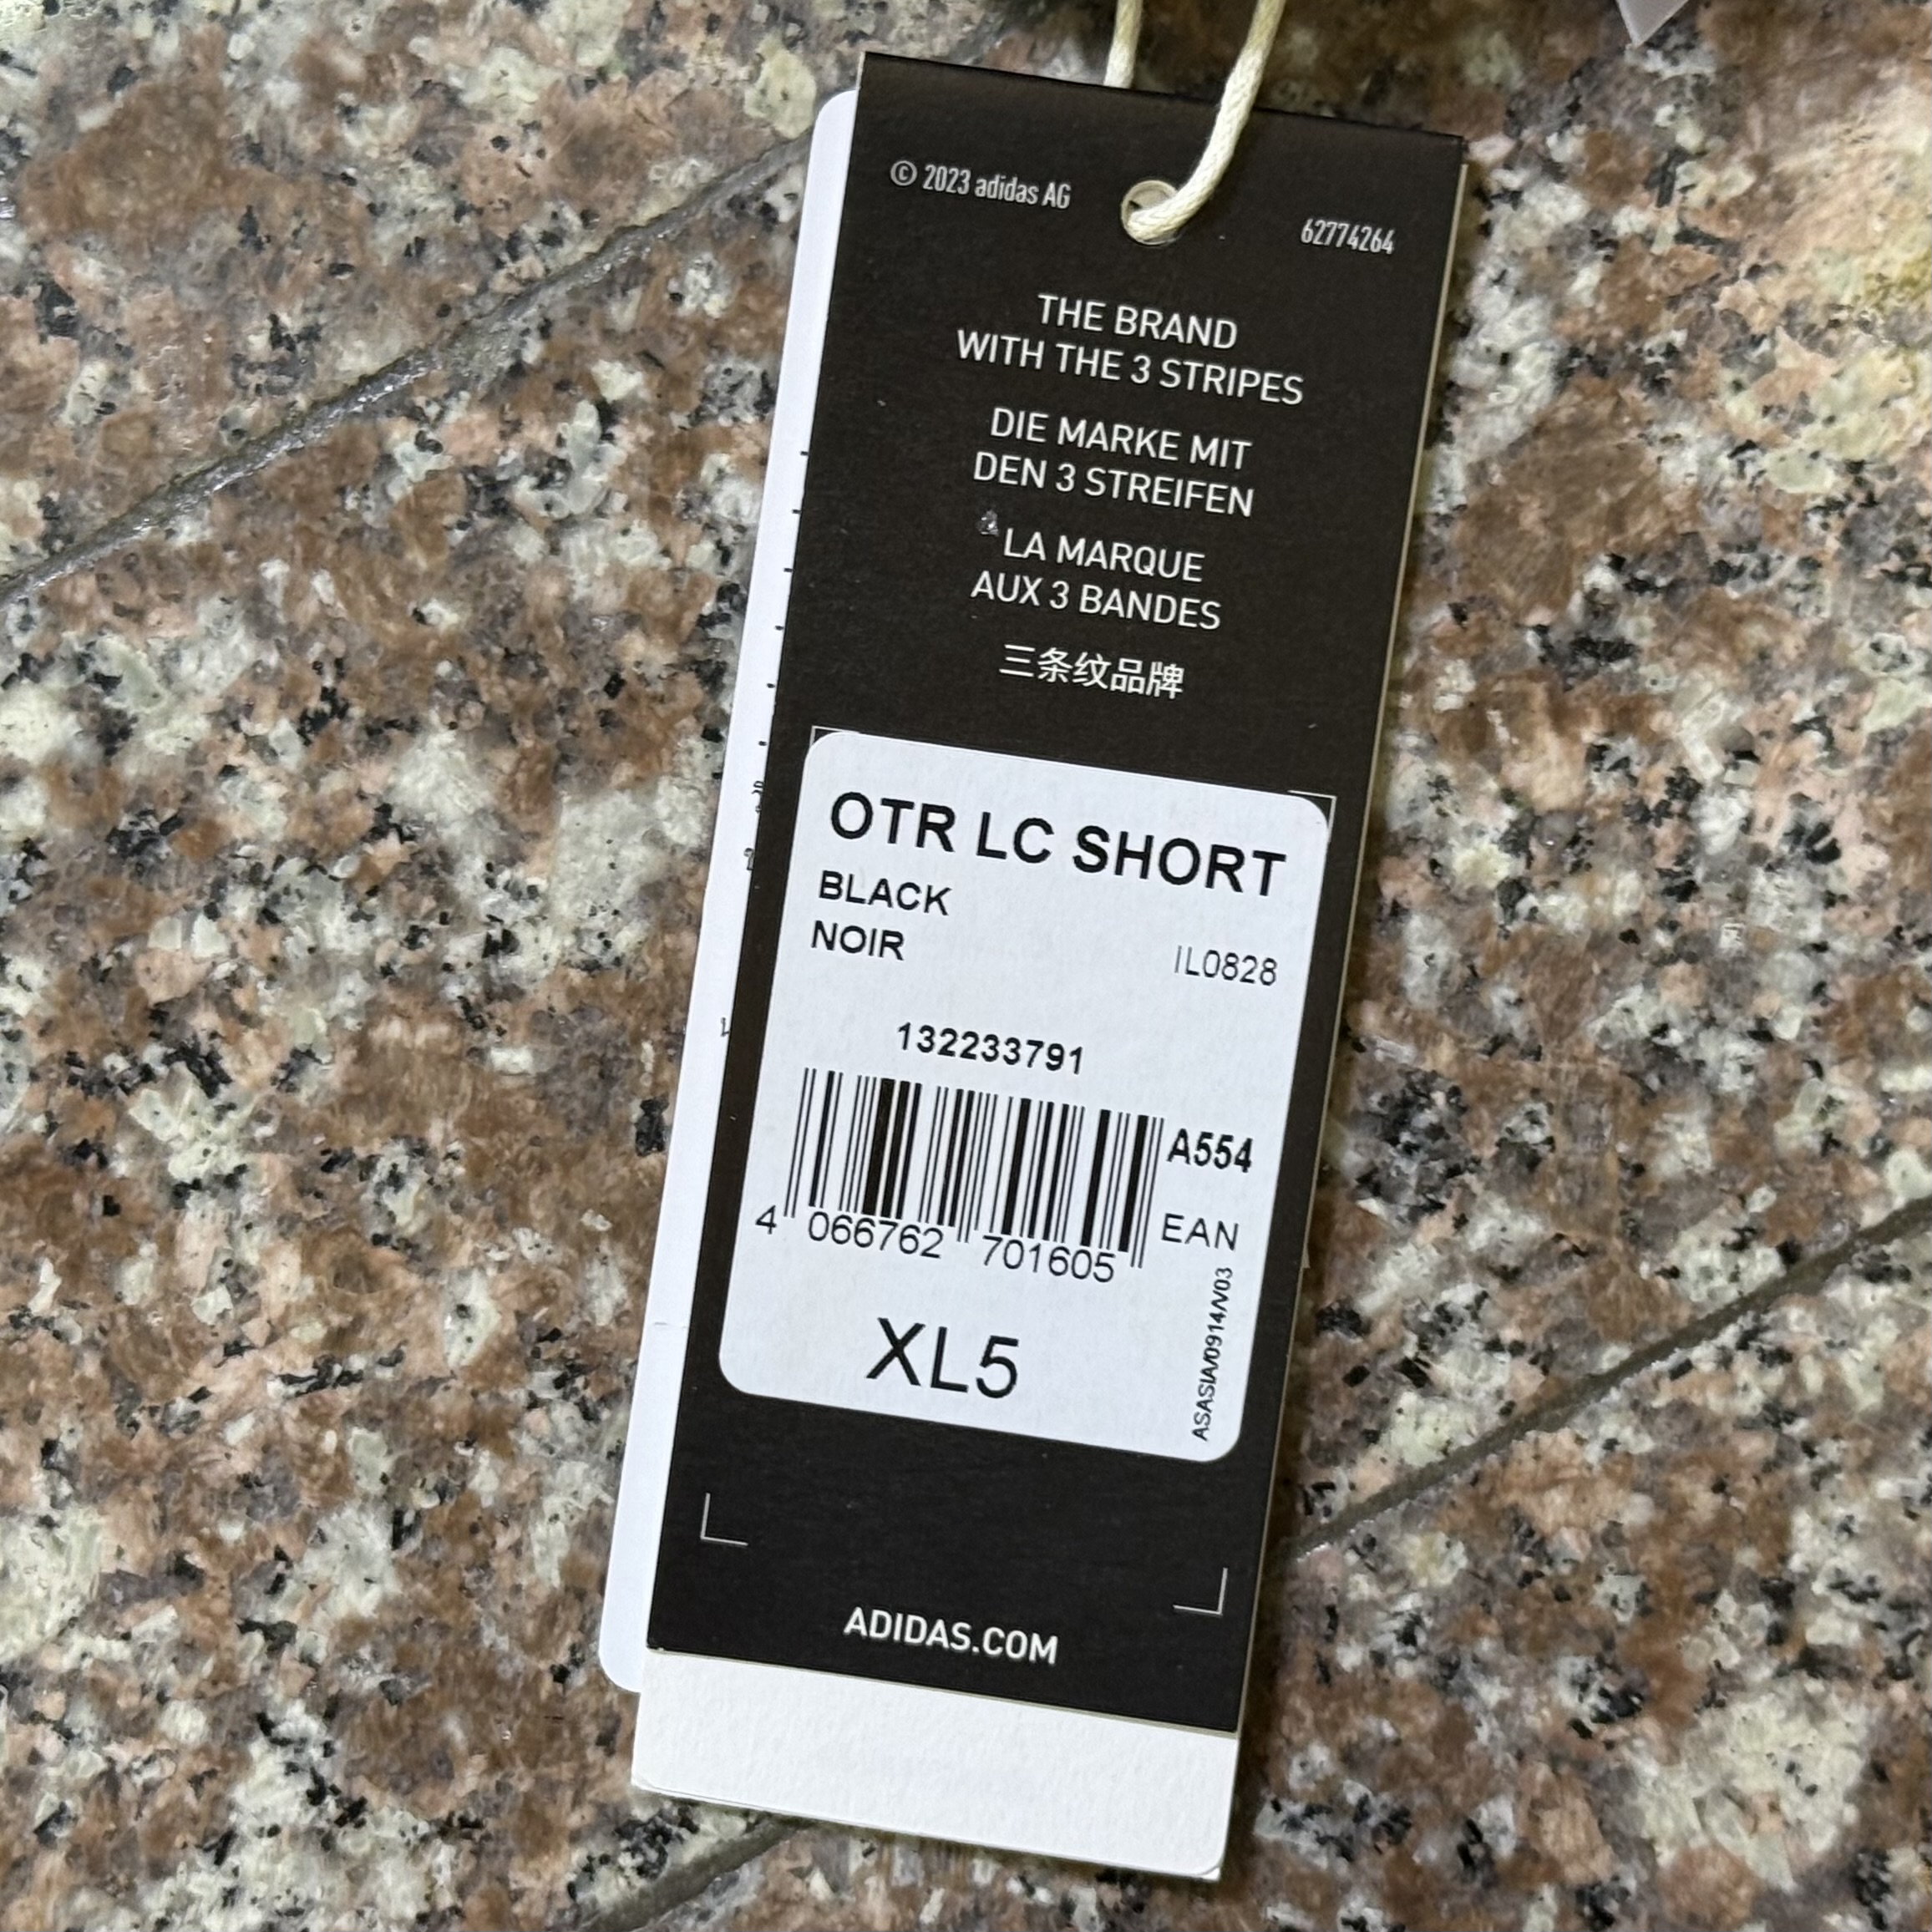 © 2023 adidas AG
62774264
THE BRAND
WITH THE 3 STRIPES
DIE MARKE MIT
DEN 3 STREIFEN
LA MARQUE
AUX 3 BANDES
三条纹品牌
OTR LC SHORT
BLACK
NOIR
IL0828
132233791
A554
4 066762 701605
EAN
XL5
ASASIA/0914/V03
ADIDAS.COM